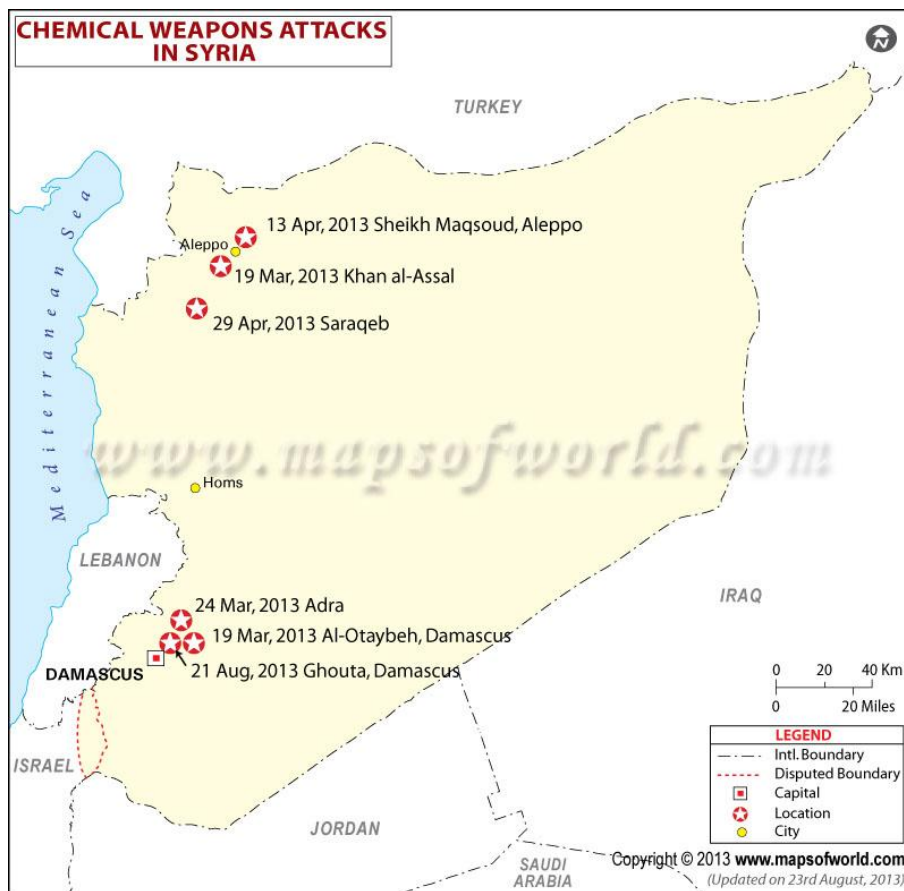 CHEMICAL WEAPONS ATTACKS
IN SYRIA
N
TURKEY
Mediterranean Sea
13 Apr, 2013 Sheikh Maqsoud, Aleppo
Aleppo
19 Mar, 2013 Khan al-Assal
29 Apr, 2013 Saraqeb
www.mapsofworld.com
Homs
LEBANON
IRAQ
24 Mar, 2013 Adra
19 Mar, 2013 Al-Otaybeh, Damascus
DAMASCUS
21 Aug, 2013 Ghouta, Damascus
0 20 40 Km
0 20 Miles
ISRAEL
JORDAN
SAUDI
ARABIA
LEGEND
Intl. Boundary
Disputed Boundary
Capital
Location
City
Copyright © 2013 www.mapsofworld.com
(Updated on 23rd August, 2013)